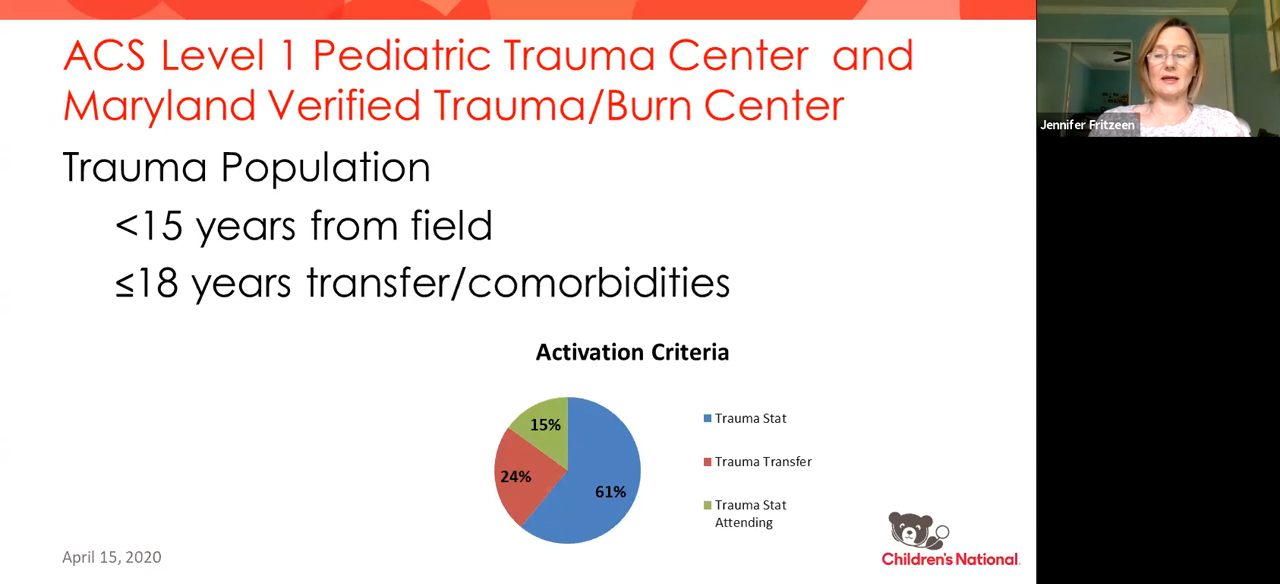 ACS Level 1 Pediatric Trauma Center and
Maryland Verified Trauma/Burn Center
Trauma Population
<15 years from field
≤18 years transfer/comorbidities
Activation Criteria
15%
24%
61%
Trauma Stat
Trauma Transfer
Trauma Stat
Attending
April 15, 2020
Children's National
Jennifer Fritzeen